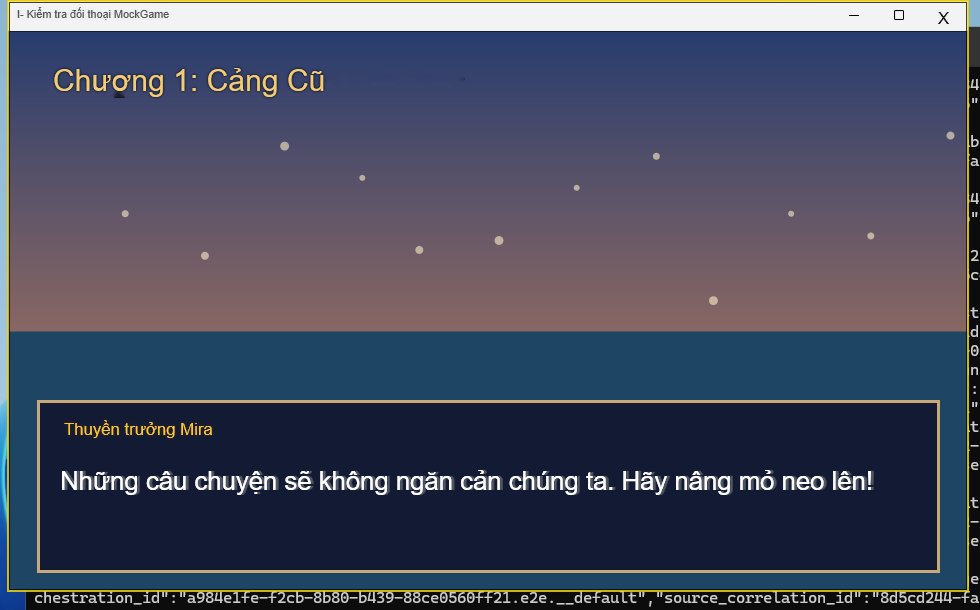 I- Kiểm tra đối thoại MockGame
Chương 1: Cảng Cũ
Thuyền trưởng Mira
Những câu chuyện sẽ không ngăn cản chúng ta. Hãy nâng mỏ neo lên!
chestration_id":"a984e1fe-f2cb-8b80-b439-88ce0560ff21.e2e.__default","source_correlation_id":"8d5cd244-fa